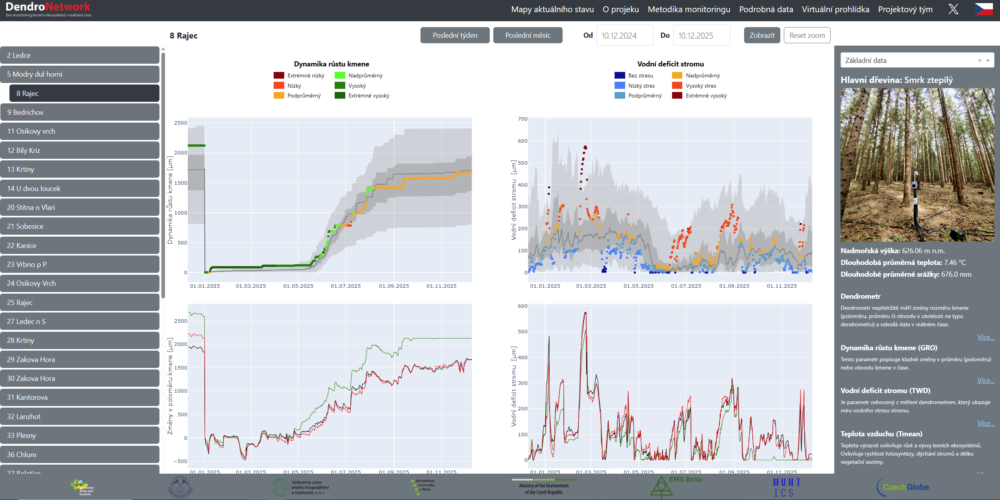 DendroNetwork
bio-monitoring lesních ekosystémů v reálném čase
Mapy aktuálního stavu
O projeku
Metodika monitoringu
Podrobná data
Virtuální prohlídka
Projektový tým
8 Rajec
Poslední týden
Poslední měsíc
Od
10.12.2024
Do
10.12.2025
Zobrazit
Reset zoom
2 Ledce
5 Modry dul horni
8 Rajec
9 Bedrichov
11 Osikovy vrch
12 Bily Kriz
13 Krtiny
14 U dvou loucek
20 Stitna n Vlari
21 Sobesice
22 Kanice
23 Vrbno p P
24 Osikovy Vrch
25 Rajec
27 Ledec n S
28 Krtiny
29 Zakova Hora
30 Zakova Hora
31 Kantorova
32 Lanzhot
33 Plesny
36 Chlum
37 Boletice
Dynamika růstu kmene
Extrémně nízký
Nízký
Podprůměrný
Nadprůměrný
Vysoký
Extrémně vysoký
2500
2000
1500
1000
500
0
Dynamika růstu kmene [µm]
01.01.2025
01.03.2025
01.05.2025
01.07.2025
01.09.2025
01.11.2025
Vodní deficit stromu
Bez stresu
Nízký stres
Podprůměrný
Nadprůměrný
Vysoký stres
Extrémně vysoký
700
600
500
400
300
200
100
0
Vodní deficit stromu [µm]
01.01.2025
01.03.2025
01.05.2025
01.07.2025
01.09.2025
01.11.2025
2500
2000
1500
1000
500
0
−500
Změny v poloměru kmene [µm]
01.01.2025
01.03.2025
01.05.2025
01.07.2025
01.09.2025
01.11.2025
600
500
400
300
200
100
0
Vodní deficit stromu [µm]
01.01.2025
01.03.2025
01.05.2025
01.07.2025
01.09.2025
01.11.2025
Základní data
Hlavní dřevina: Smrk ztepilý
Nadmořská výška: 626.06 m n.m.
Dlouhodobá průměrná teplota: 7.46 °C
Dlouhodobé průměrné srážky: 676.0 mm
Dendrometr
Dendrometr nepřetržitě měří změny rozměru kmene
(poloměru, průměru či obvodu v závislosti na typu
dendrometru) a odesílá data v reálném čase.
Více...
Dynamika růstu kmene (GRO)
Tento parametr popisuje kladné změny v průměru (poloměru)
nebo obvodu kmene v čase.
Více...
Vodní deficit stromu (TWD)
Je parametr odvozený z měření dendrometrem, který ukazuje
míru vodního stresu stromu.
Více...
Teplota vzduchu (Tmean)
Teplota výrazně ovlivňuje růst a vývoj lesních ekosystémů.
Ovlivňuje rychlost fotosyntézy, dýchání stromů a délku
vegetační sezóny.
Výzkumný
ústav pro
krajinu
1919
Výzkumný ústav
lesního hospodářství
a myslivosti, v. v. i.
Mendelova
univerzita
v Brně
Ministry of the Environment
of the Czech Republic
EMS Brno
MUNI
ICS
CzechGlobe